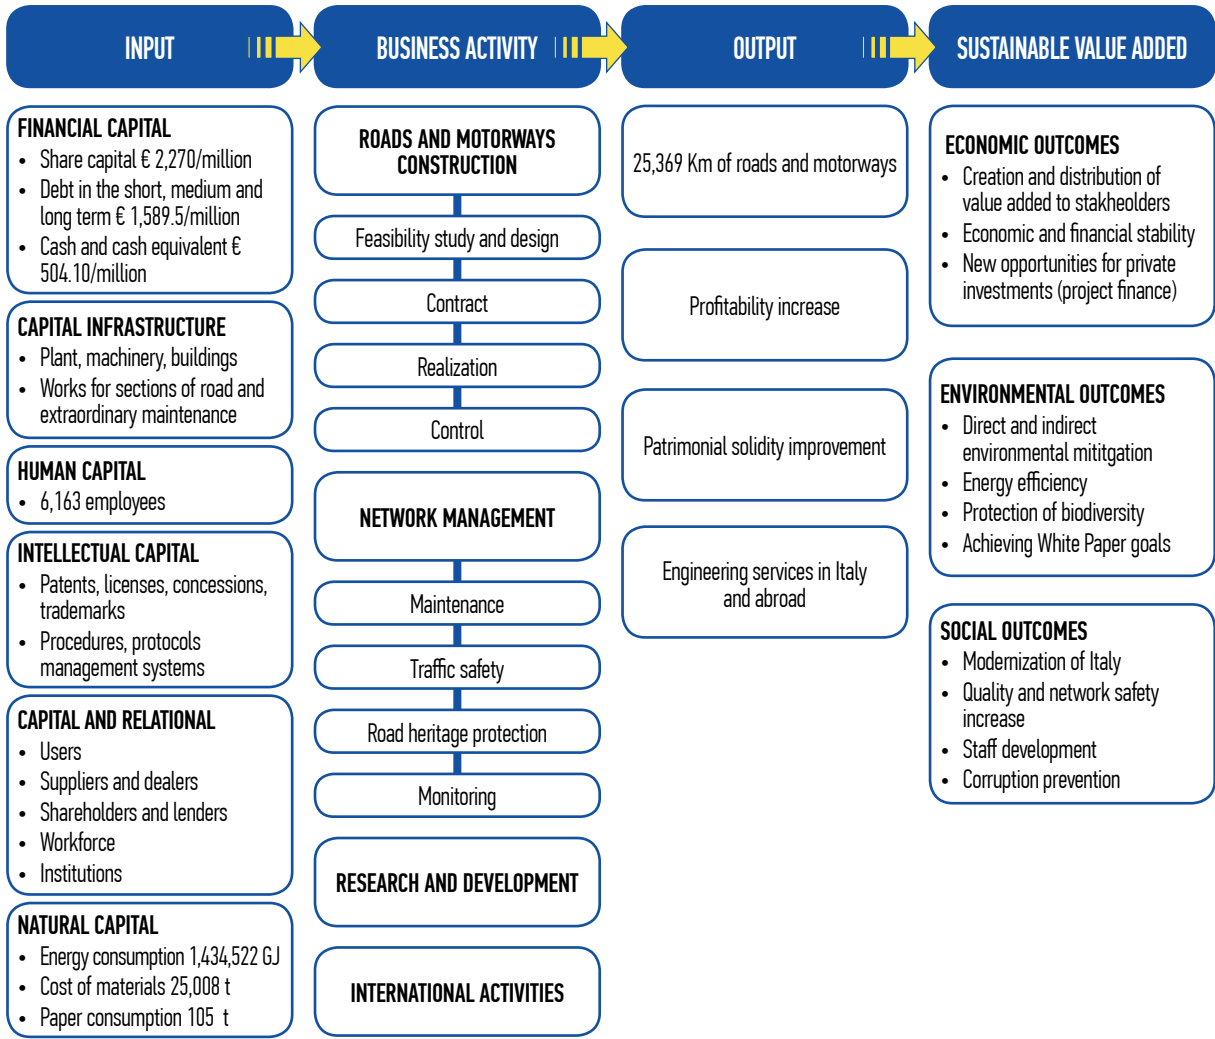 INPUT
BUSINESS ACTIVITY
OUTPUT
SUSTAINABLE VALUE ADDED
FINANCIAL CAPITAL
• Share capital € 2,270/million
• Debt in the short, medium and
long term € 1,589.5/million
• Cash and cash equivalent €
504.10/million
CAPITAL INFRASTRUCTURE
• Plant, machinery, buildings
• Works for sections of road and
extraordinary maintenance
HUMAN CAPITAL
• 6,163 employees
INTELLECTUAL CAPITAL
• Patents, licenses, concessions,
trademarks
• Procedures, protocols
management systems
CAPITAL AND RELATIONAL
• Users
• Suppliers and dealers
• Shareholders and lenders
• Workforce
• Institutions
NATURAL CAPITAL
• Energy consumption 1,434,522 GJ
• Cost of materials 25,008 t
• Paper consumption 105 t
ROADS AND MOTORWAYS
CONSTRUCTION
Feasibility study and design
Contract
Realization
Control
NETWORK MANAGEMENT
Maintenance
Traffic safety
Road heritage protection
Monitoring
RESEARCH AND DEVELOPMENT
INTERNATIONAL ACTIVITIES
25,369 Km of roads and motorways
Profitability increase
Patrimonial solidity improvement
Engineering services in Italy
and abroad
ECONOMIC OUTCOMES
• Creation and distribution of
value added to stakheolders
• Economic and financial stability
• New opportunities for private
investments (project finance)
ENVIRONMENTAL OUTCOMES
• Direct and indirect
environmental mititgation
• Energy efficiency
• Protection of biodiversity
• Achieving White Paper goals
SOCIAL OUTCOMES
• Modernization of Italy
• Quality and network safety
increase
• Staff development
• Corruption prevention